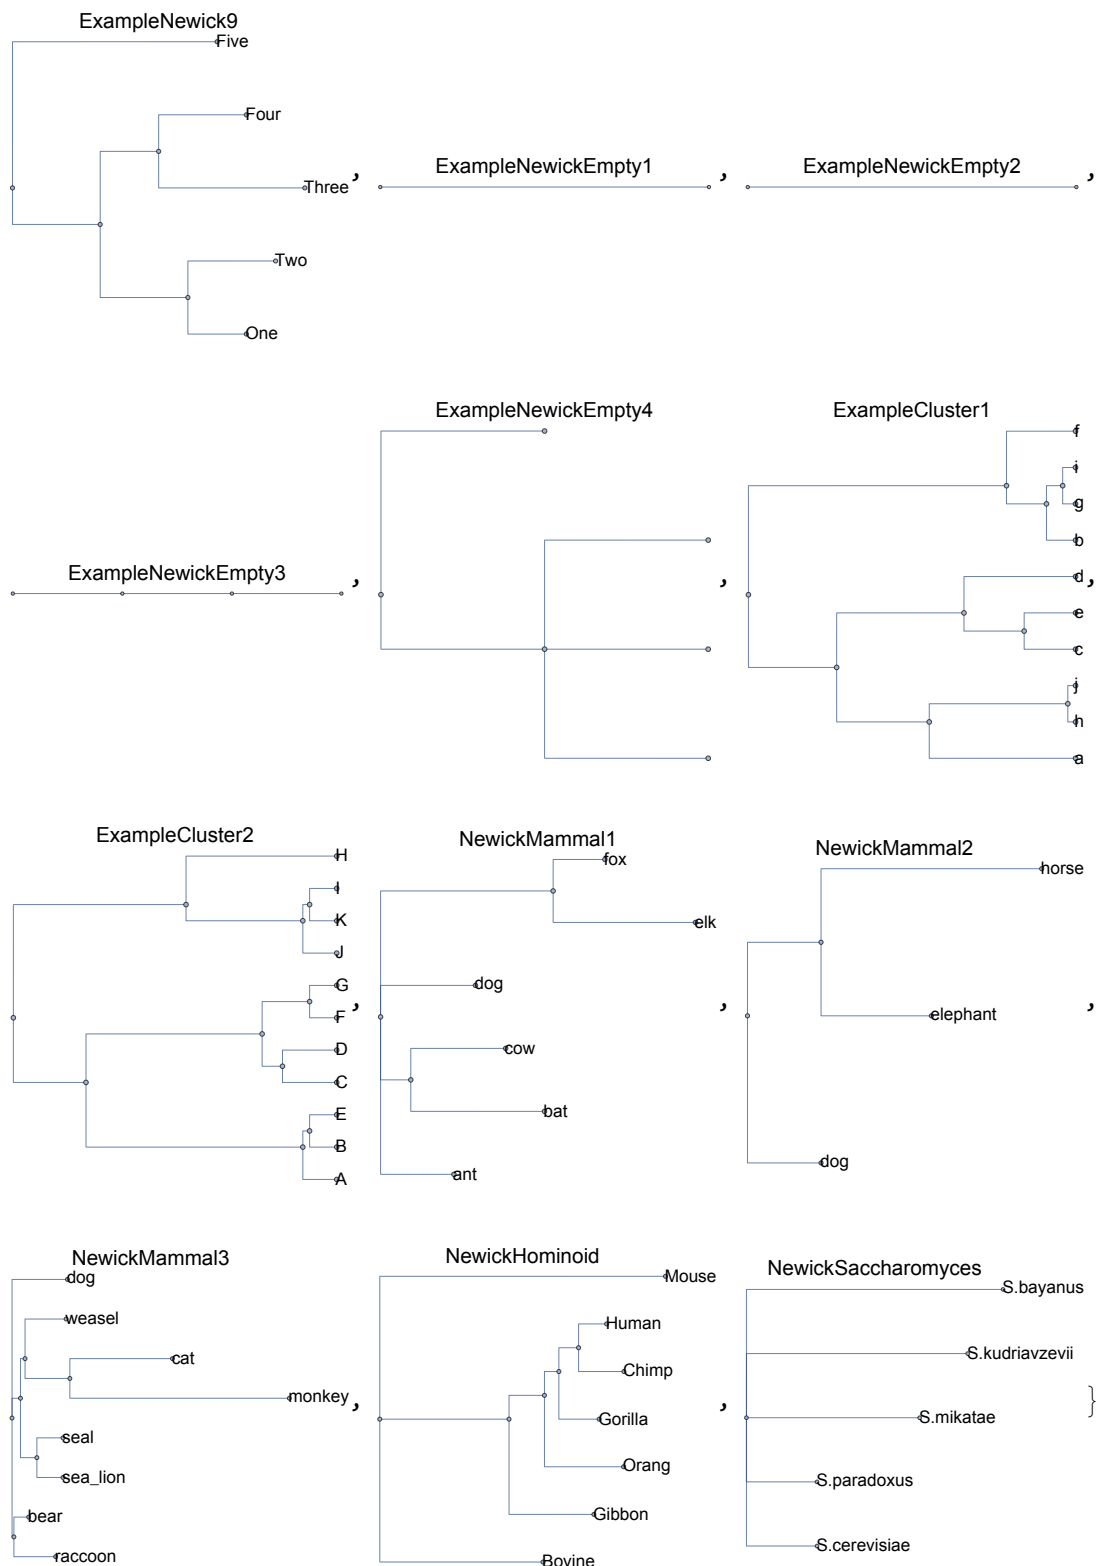 ExampleNewick9
Five
Four
Three
Two
One
,
ExampleNewickEmpty1
,
ExampleNewickEmpty2
,
ExampleNewickEmpty3
,
ExampleNewickEmpty4
,
ExampleCluster1
f
i
g
b
d
e
c
j
h
a
,
ExampleCluster2
H
I
K
J
G
F
D
C
E
B
A
,
NewickMammal1
fox
elk
dog
cow
bat
ant
,
NewickMammal2
horse
elephant
dog
,
NewickMammal3
dog
weasel
cat
monkey
seal
sea_lion
bear
raccoon
,
NewickHominoid
Mouse
Human
Chimp
Gorilla
Orang
Gibbon
Bovine
,
NewickSaccharomyces
S.bayanus
S.kudriavzevii
S.mikatae
S.paradoxus
S.cerevisiae
}